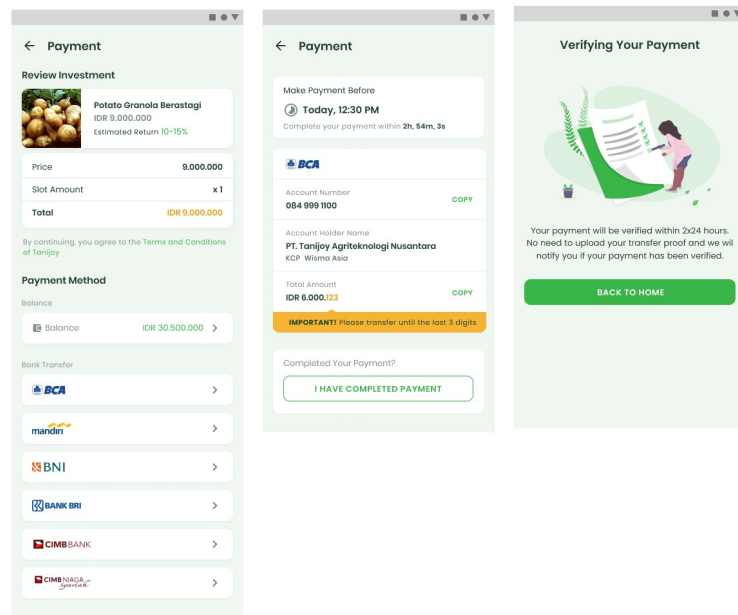 Payment
Review Investment
Potato Granola Berastagi
IDR 9.000.000
Estimated Return 10-15%
Price 9.000.000
Slot Amount x 1
Total IDR 9.000.000
By continuing, you agree to the Terms and Conditions
of Tanijoy
Payment Method
Balance
Balance IDR 30.500.000
Bank Transfer
BCA
mandiri
BNI
BANK BRI
CIMB BANK
CIMB NIAGA
Syariah
Payment
Make Payment Before
Today, 12:30 PM
Complete your payment within 2h, 54m, 3s
BCA
Account Number
084 999 1100 COPY
Account Holder Name
PT. Tanijoy Agriteknologi Nusantara
KCP Wisma Asia
Total Amount
IDR 6.000.123 COPY
IMPORTANT! Please transfer until the last 3 digits
Completed Your Payment?
I HAVE COMPLETED PAYMENT
Verifying Your Payment
Your payment will be verified within 2x24 hours.
No need to upload your transfer proof and we wil
notify you if your payment has been verified.
BACK TO HOME